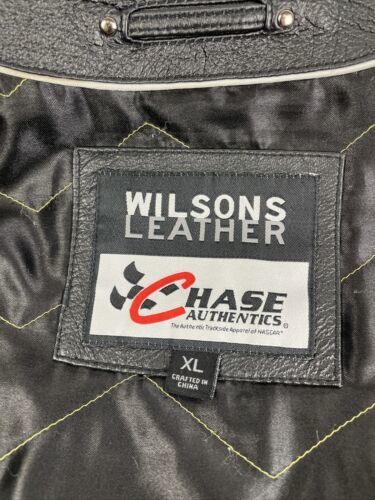 WILSONS
LEATHER
CHASE
AUTHENTICS®
The Authentic Trackside Apparel of NASCAR®
XL
CRAFTED IN
CHINA